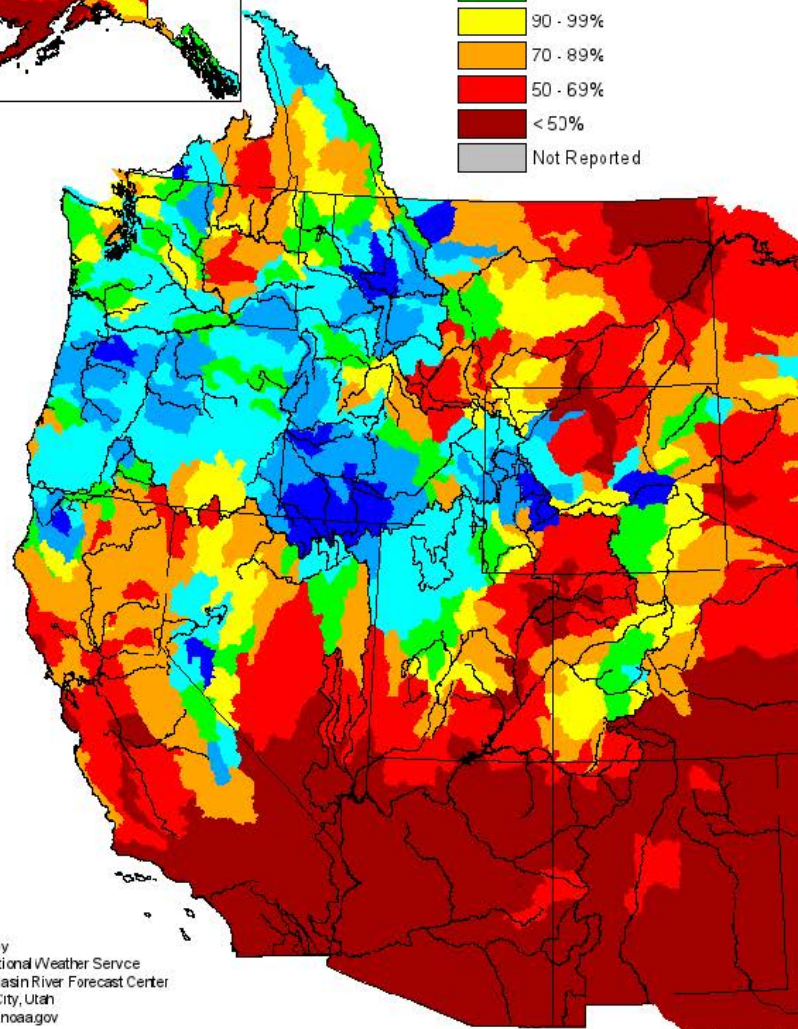 90 - 99%
70 - 89%
50 - 69%
< 50%
Not Reported
y
tional Weather Servce
asin River Forecast Center
City, Utah
noaa.gov